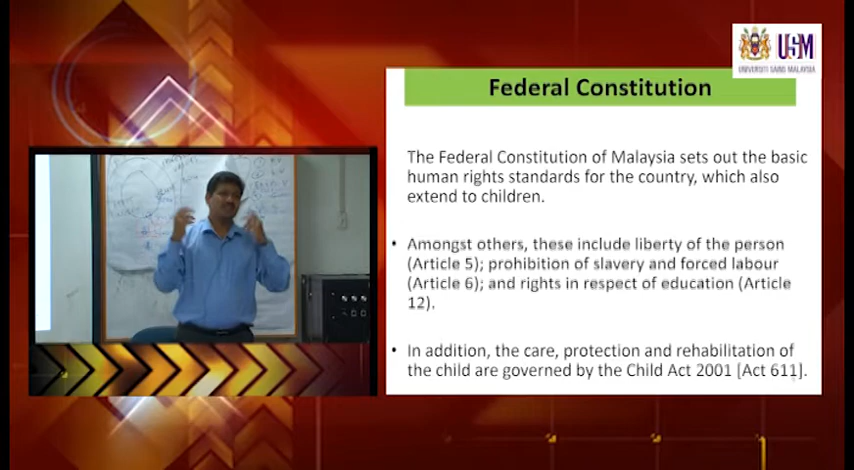 USM
UNIVERSITI SAINS MALAYSIA
Federal Constitution
The Federal Constitution of Malaysia sets out the basic
human rights standards for the country, which also
extend to children.
• Amongst others, these include liberty of the person
(Article 5); prohibition of slavery and forced labour
(Article 6); and rights in respect of education (Article
12).
• In addition, the care, protection and rehabilitation of
the child are governed by the Child Act 2001 [Act 611].